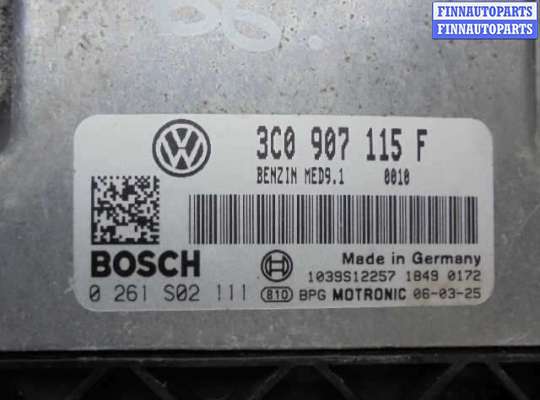 FINNAUTOPARTS
FINNAUTOPARTS
3C0 907 115 F
BENZIN MED9.1 0010
BOSCH
Made in Germany
1039S12257 1849 0172
0 261 S02 111 810 BPG MOTRONIC 06-03-25